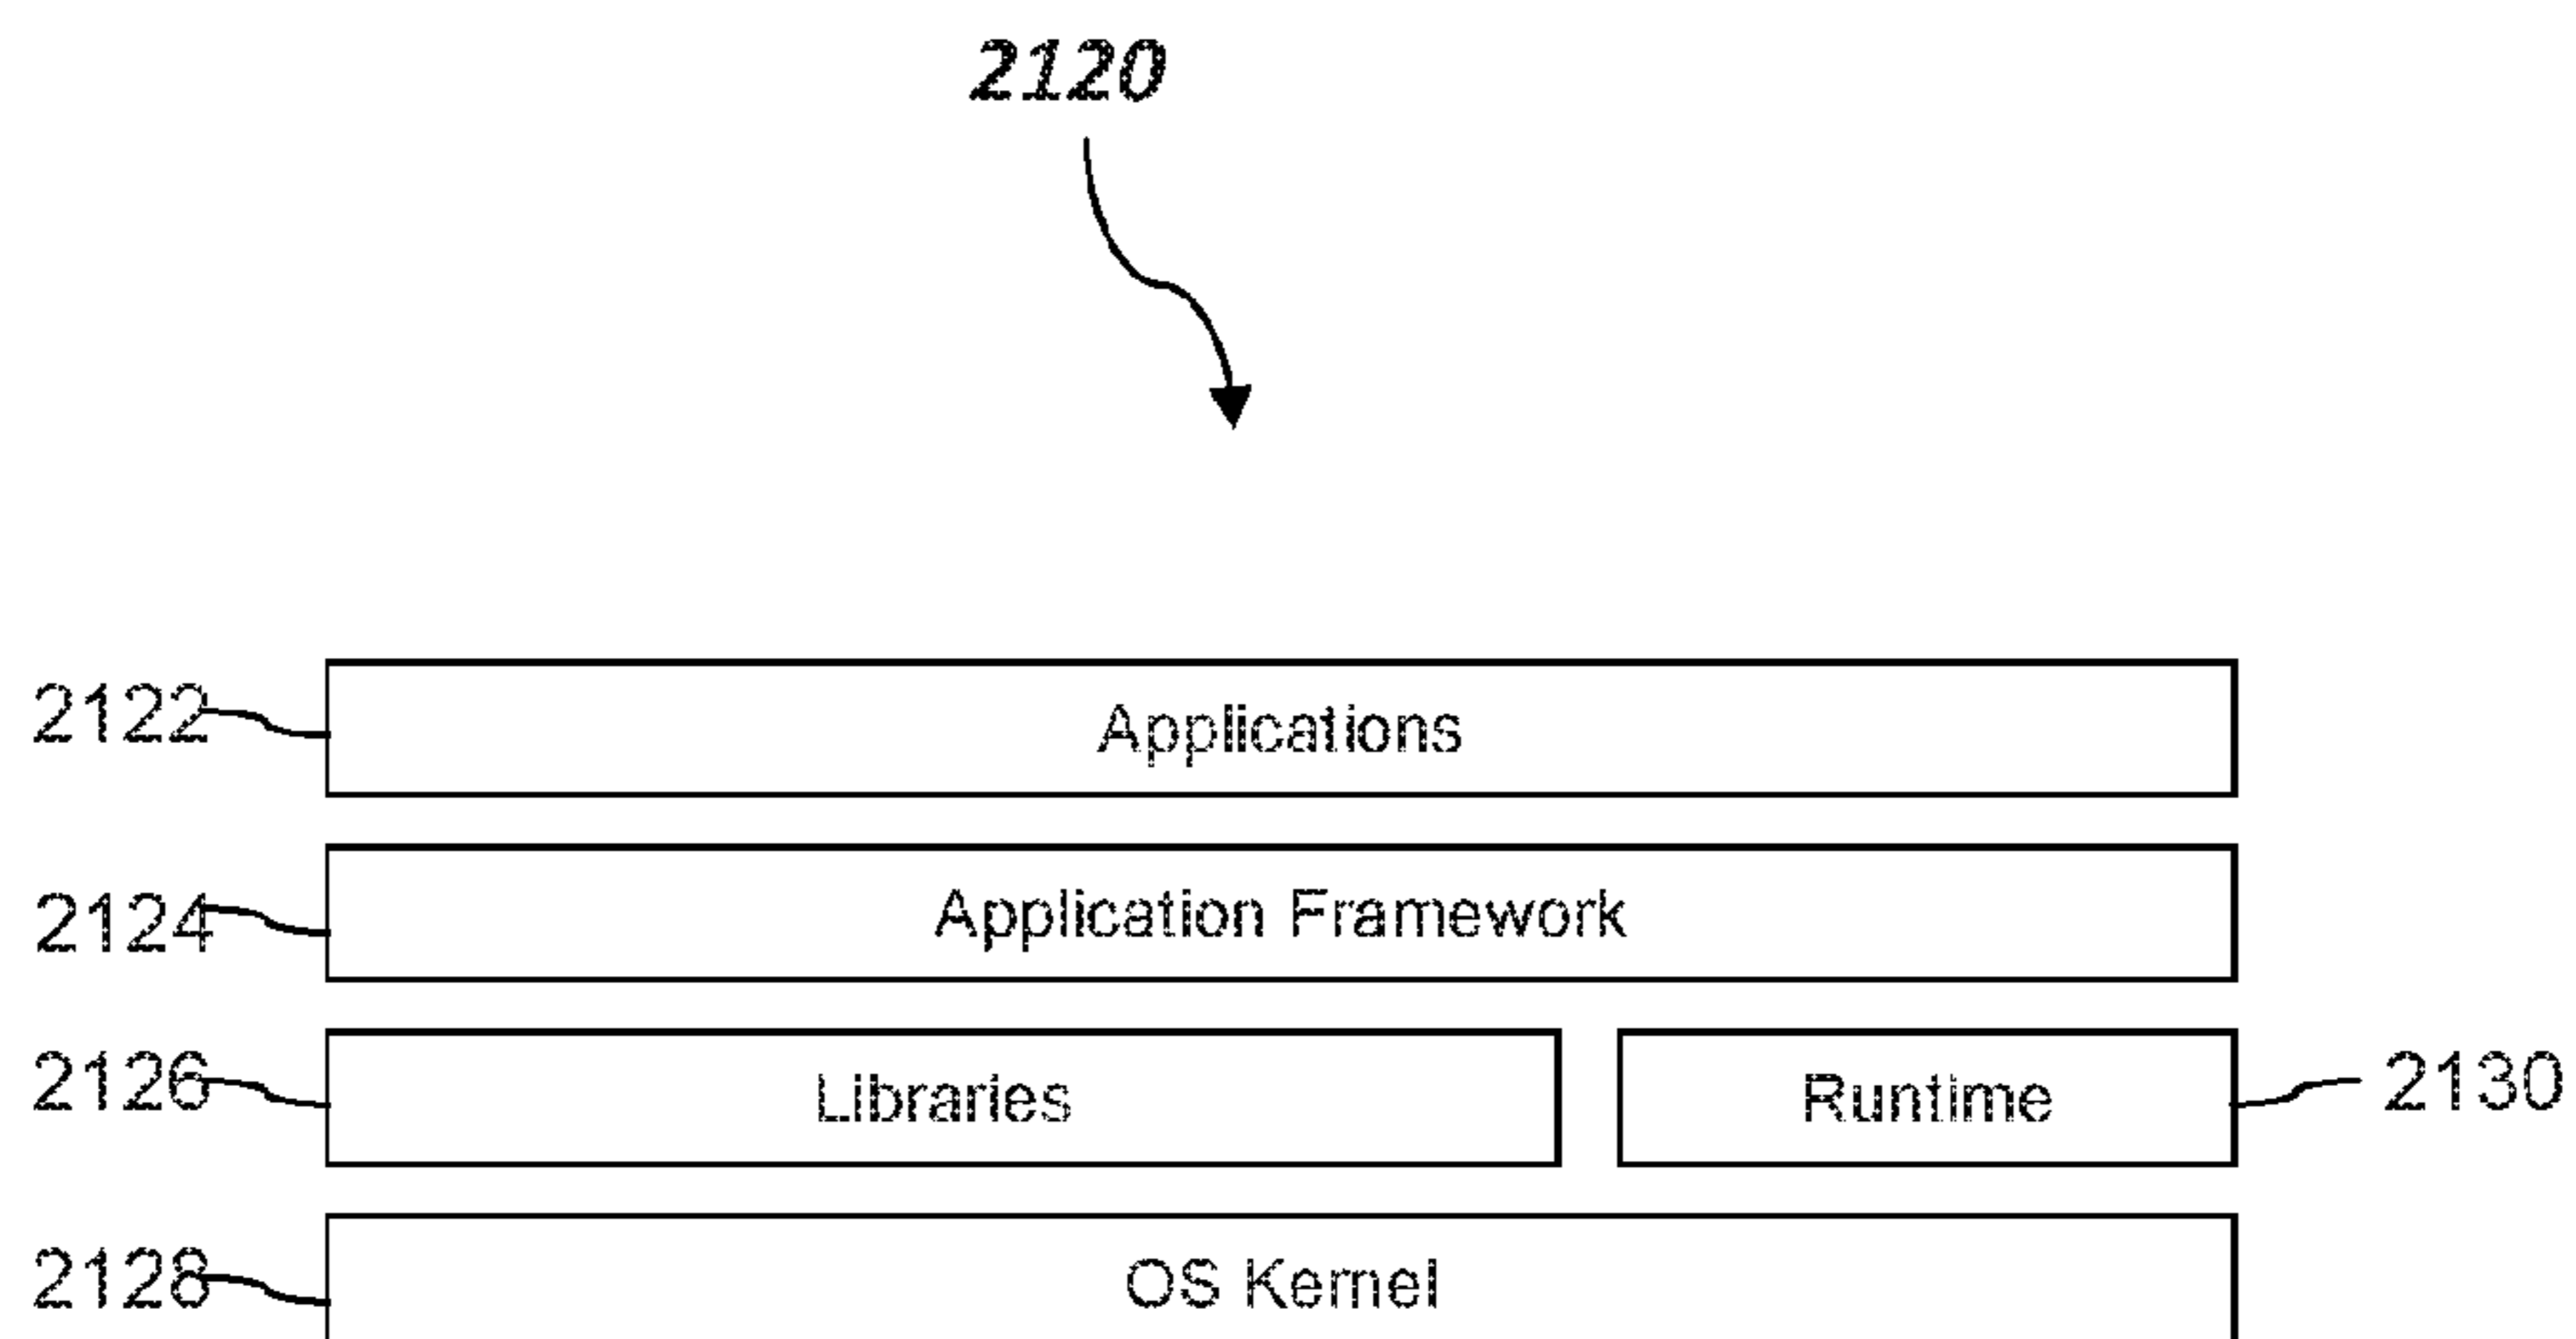 2120
2122 Applications
2124 Application Framework
2126 Libraries Runtime 2130
2128 OS Kernel